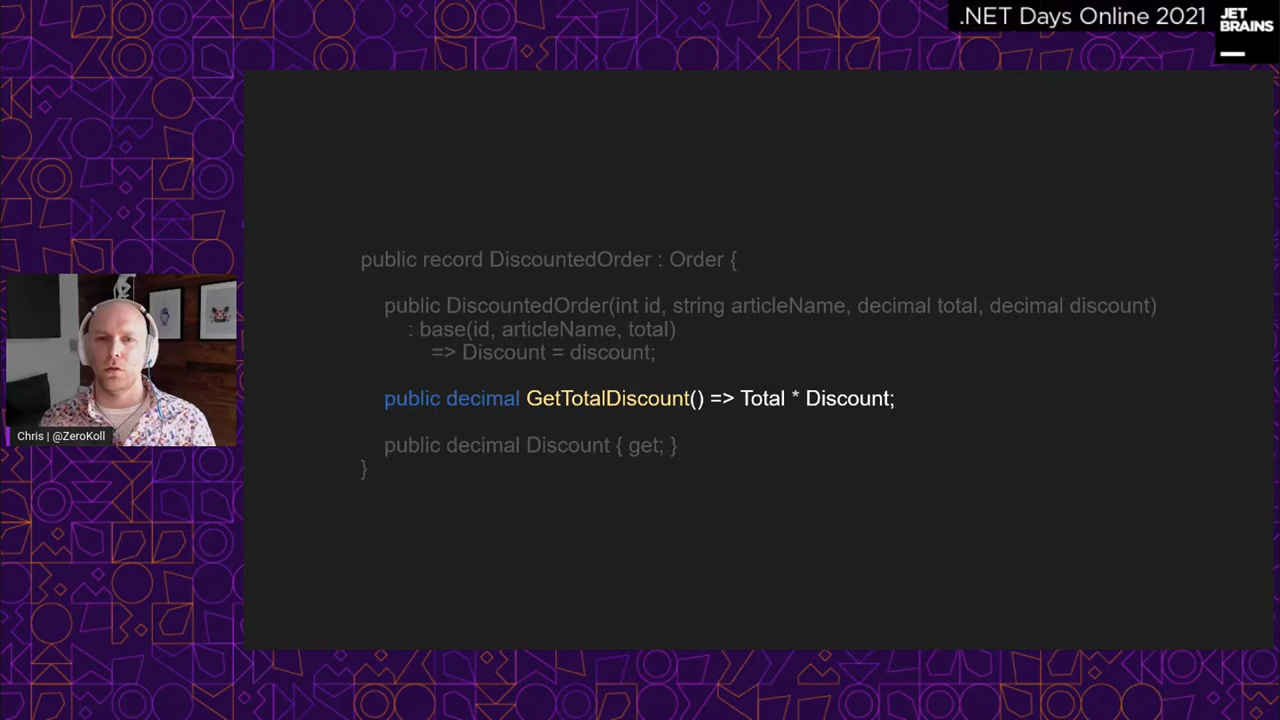 .NET Days Online 2021
JET
BRAINS
public record DiscountedOrder : Order {
public DiscountedOrder(int id, string articleName, decimal total, decimal discount)
: base(id, articleName, total)
=> Discount = discount;
public decimal GetTotalDiscount() => Total * Discount;
public decimal Discount { get; }
}
Chris | @ZeroKoll